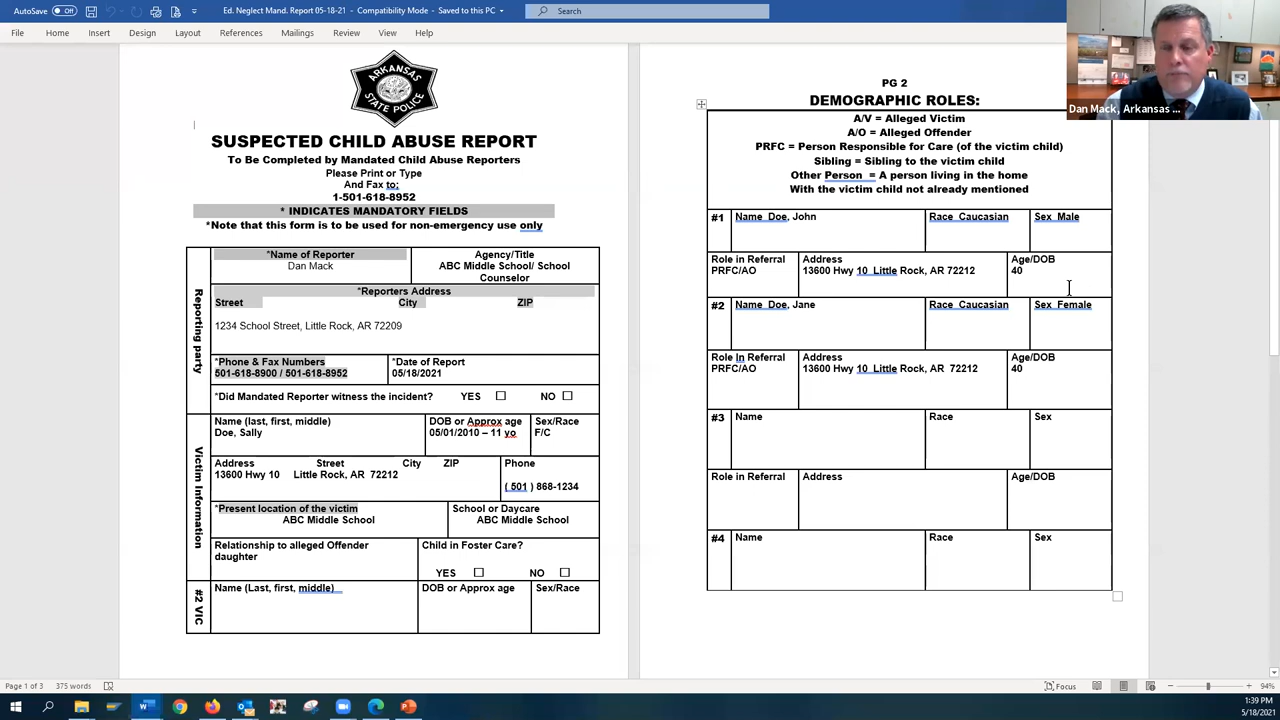 AutoSave Off
Ed. Neglect Mand. Report 05-18-21 - Compatibility Mode - Saved to this PC
Search
File Home Insert Design Layout References Mailings Review View Help
Dan Mack, Arkansas ...
ARKANSAS
STATE POLICE
SUSPECTED CHILD ABUSE REPORT
To Be Completed by Mandated Child Abuse Reporters
Please Print or Type
And Fax to:
1-501-618-8952
* INDICATES MANDATORY FIELDS
*Note that this form is to be used for non-emergency use only
Reporting party
*Name of Reporter
Dan Mack
Agency/Title
ABC Middle School/ School
Counselor
*Reporters Address
Street City ZIP
1234 School Street, Little Rock, AR 72209
*Phone & Fax Numbers
501-618-8900 / 501-618-8952
*Date of Report
05/18/2021
*Did Mandated Reporter witness the incident? YES NO
Victim Information
Name (last, first, middle)
Doe, Sally
DOB or Approx age
05/01/2010 – 11 yo
Sex/Race
F/C
Address Street City ZIP
13600 Hwy 10 Little Rock, AR 72212
Phone
( 501 ) 868-1234
*Present location of the victim
ABC Middle School
School or Daycare
ABC Middle School
Relationship to alleged Offender
daughter
Child in Foster Care?
YES NO
#2 VIC
Name (Last, first, middle)
DOB or Approx age
Sex/Race
PG 2
DEMOGRAPHIC ROLES:
A/V = Alleged Victim
A/O = Alleged Offender
PRFC = Person Responsible for Care (of the victim child)
Sibling = Sibling to the victim child
Other Person = A person living in the home
With the victim child not already mentioned
#1 Name Doe, John Race Caucasian Sex Male
Role in Referral Address Age/DOB
PRFC/AO 13600 Hwy 10 Little Rock, AR 72212 40
#2 Name Doe, Jane Race Caucasian Sex Female
Role In Referral Address Age/DOB
PRFC/AO 13600 Hwy 10 Little Rock, AR 72212 40
#3 Name Race Sex
Role in Referral Address Age/DOB
#4 Name Race Sex
Page 1 of 3 375 words
Focus
94%
1:39 PM
5/18/2021